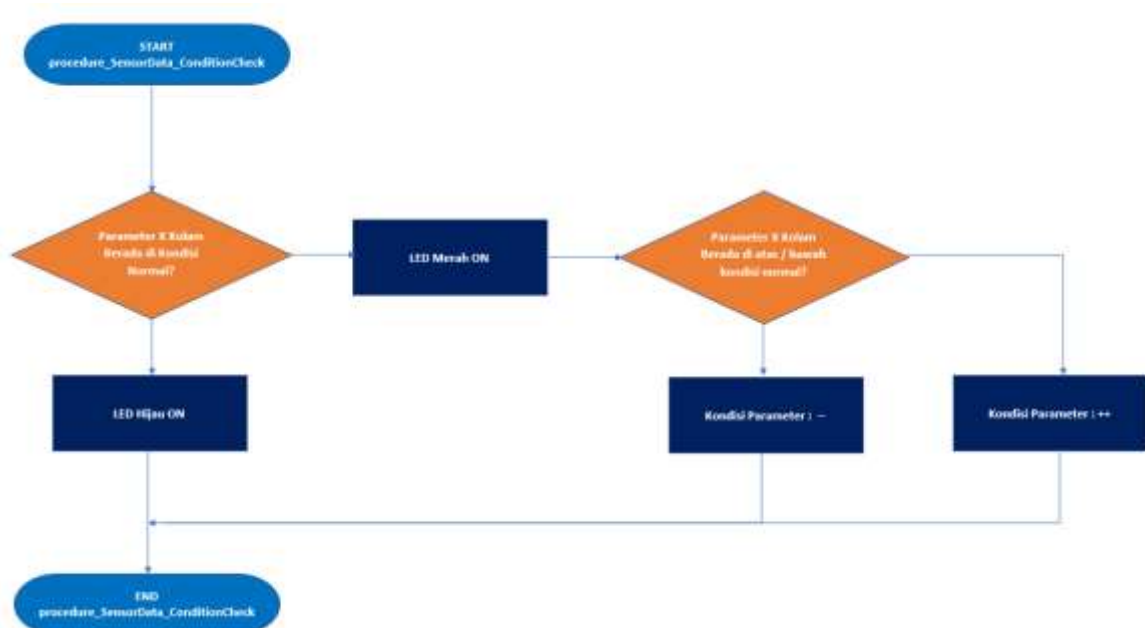 START
procedure_SensorData_ConditionCheck
Parameter X Kolam
Berada di Kondisi
Normal?
LED Merah ON
Parameter X Kolam
Berada di atas / bawah
kondisi normal?
LED Hijau ON
Kondisi Parameter : --
Kondisi Parameter : ++
END
procedure_SensorData_ConditionCheck